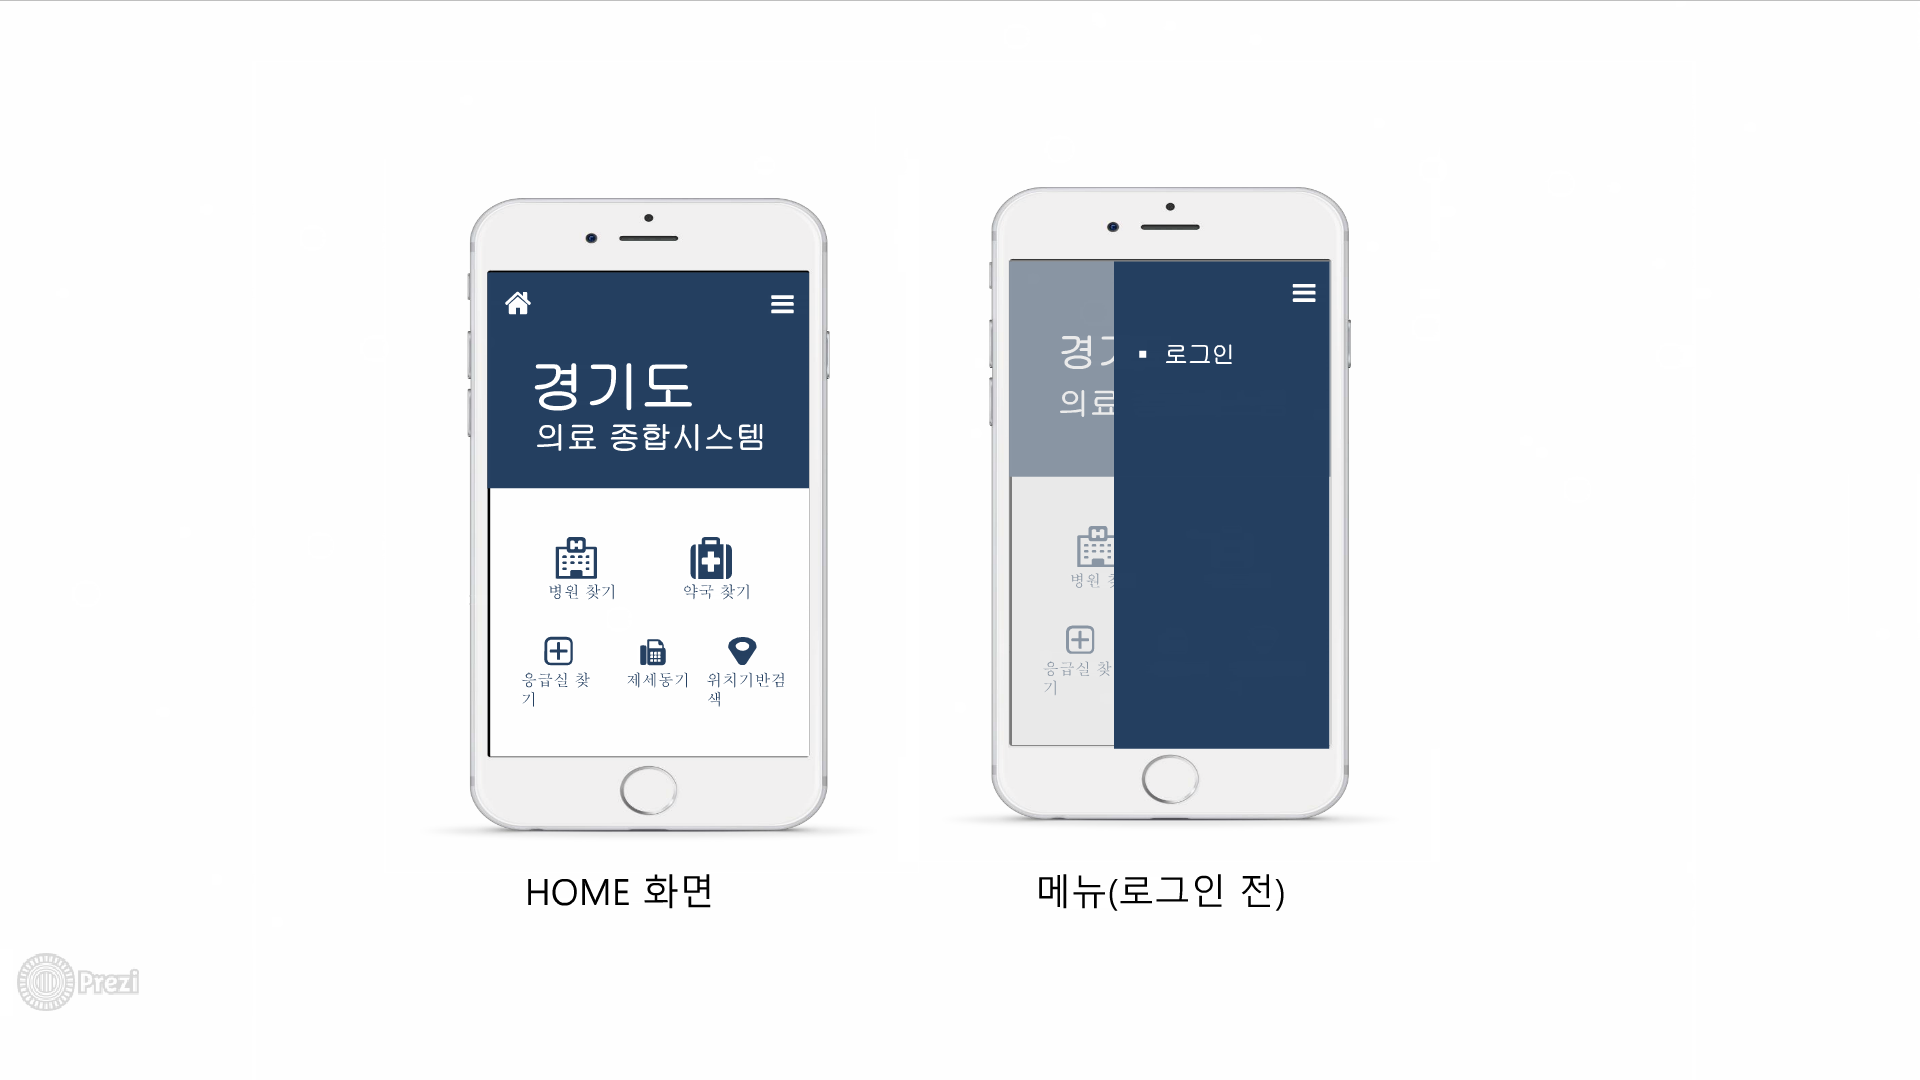 경기도
의료 종합시스템
병원 찾기
약국 찾기
응급실 찾
기
제세동기
위치기반검
색
HOME 화면
경기
의료
로그인
병원 찾
응급실 찾
기
메뉴(로그인 전)
Prezi